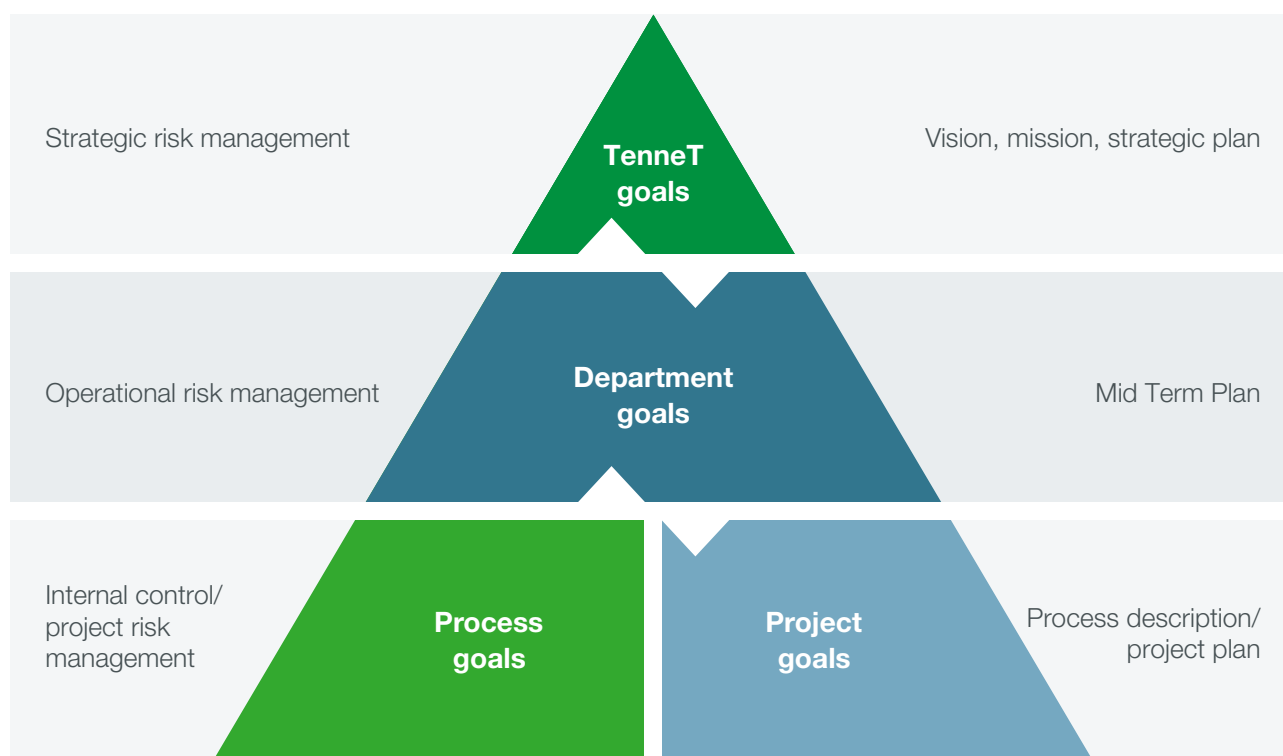 Strategic risk management
TenneT
goals
Vision, mission, strategic plan
Operational risk management
Department
goals
Mid Term Plan
Internal control/
project risk
management
Process
goals
Project
goals
Process description/
project plan